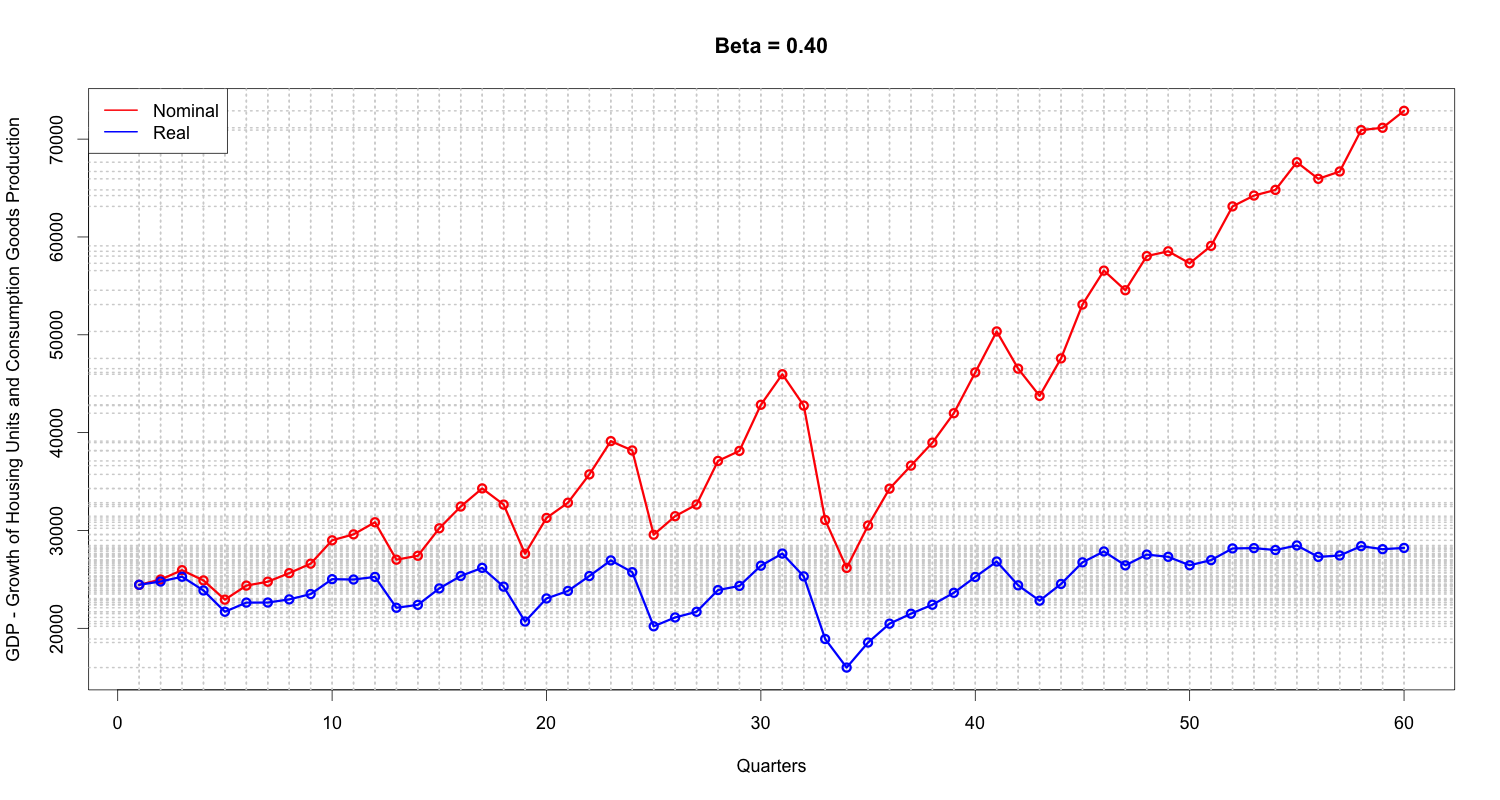 Beta = 0.40
Nominal
Real
GDP - Growth of Housing Units and Consumption Goods Production
70000
60000
50000
40000
30000
20000
0 10 20 30 40 50 60
Quarters